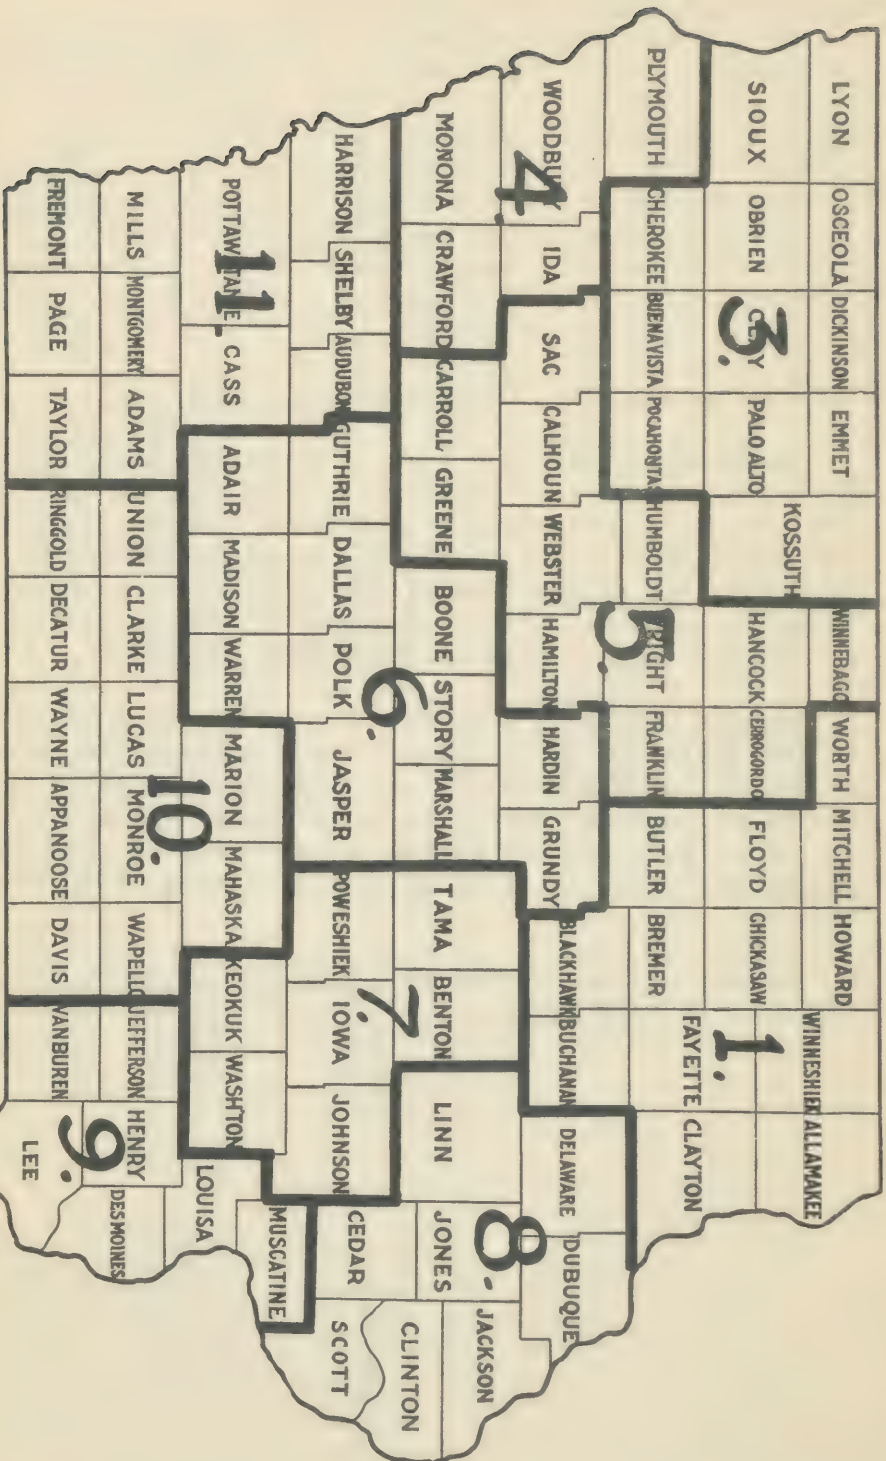 LYON OSCEOLA DICKINSON EMMET KOSSUTH WINNEBAGO WORTH MITCHELL HOWARD WINNESHIEK ALLAMAKEE
SIOUX OBRIEN CLAY PALO ALTO HANCOCK CERROGORDO FLOYD CHICKASAW
3. 1.
PLYMOUTH CHEROKEE BUENAVISTA POCAHONTAS HUMBOLDT WRIGHT FRANKLIN BUTLER BREMER FAYETTE CLAYTON
5.
WOODBURY IDA SAC CALHOUN WEBSTER HAMILTON HARDIN GRUNDY BLACKHAWK BUCHANAN DELAWARE DUBUQUE
4. 8.
MONONA CRAWFORD CARROLL GREENE BOONE STORY MARSHALL TAMA BENTON LINN JONES JACKSON
6. 7.
HARRISON SHELBY AUDUBON GUTHRIE DALLAS POLK JASPER POWESHIEK IOWA JOHNSON CEDAR CLINTON
SCOTT
POTTAWATTAMIE CASS ADAIR MADISON WARREN MARION MAHASKA KEOKUK WASHTON LOUISA MUSCATINE
11. 10.
MILLS MONTGOMERY ADAMS UNION CLARKE LUCAS MONROE WAPELLO JEFFERSON HENRY DESMOINES
9.
FREMONT PAGE TAYLOR RINGGOLD DECATUR WAYNE APPANOOSE DAVIS VANBUREN LEE